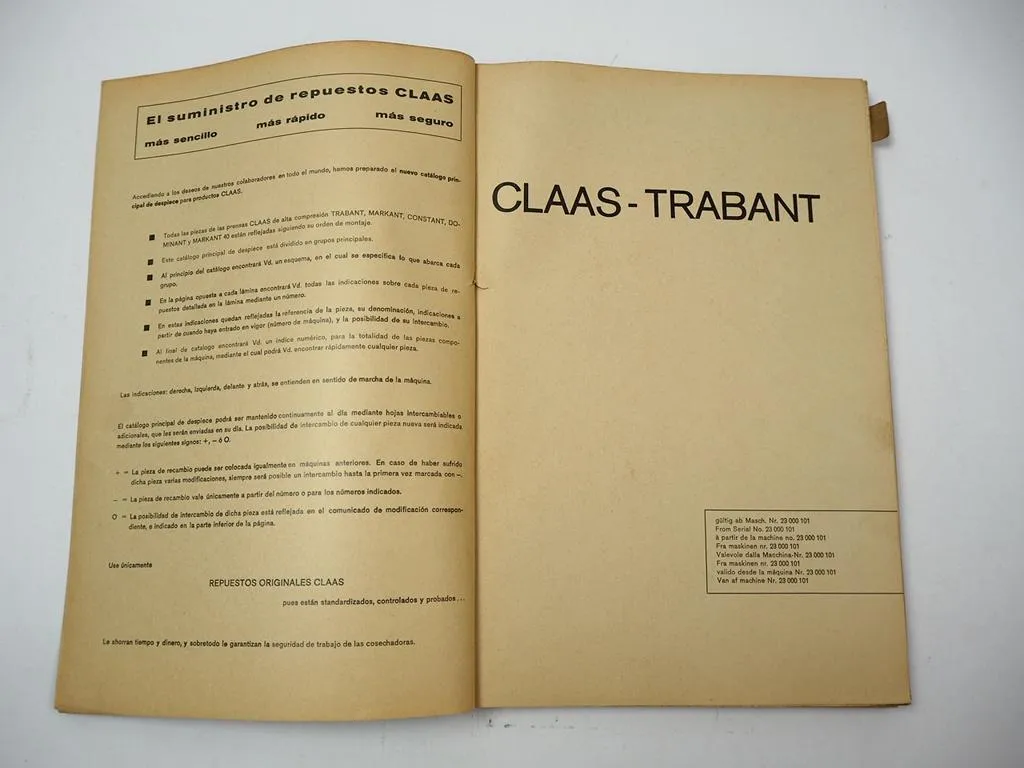 El suministro de repuestos CLAAS
más sencillo más rápido más seguro
Accediendo a los deseos de nuestros colaboradores en todo el mundo, hemos preparado el nuevo catálogo prin-
cipal de despiece para productos CLAAS.
■ Todas las piezas de las prensas CLAAS de alta compresión TRABANT, MARKANT, CONSTANT, DO-
MINANT y MARKANT 40 están reflejadas siguiendo su orden de montaje.
■ Este catálogo principal de despiece está dividido en grupos principales.
■ Al principio del catálogo encontrará Vd. un esquema, en el cual se especifica lo que abarca cada
grupo.
■ En la página opuesta a cada lámina encontrará Vd. todas las indicaciones sobre cada pieza de re-
puestos detallada en la lámina mediante un número.
■ En estas indicaciones quedan reflejadas la referencia de la pieza, su denominación, indicaciones a
partir de cuando haya entrado en vigor (número de máquina), y la posibilidad de su intercambio.
■ Al final de catalogo encontrará Vd. un indice numérico, para la totalidad de las piezas compo-
nentes de la máquina, mediante el cual podrá Vd. encontrar rápidamente cualquier pieza.
Las indicaciones: derecha, izquierda, delante y atrás, se entienden en sentido de marcha de la máquina.
El catálogo principal de despiece podrá ser mantenido continuamente al día mediante hojas intercambiables o
adicionales, que les serán enviadas en su día. La posibilidad de intercambio de cualquier pieza nueva será indicada
mediante los siguientes signos: +, – ó O.
+ = La pieza de recambio puede ser colocada igualmente en máquinas anteriores. En caso de haber sufrido
dicha pieza varias modificaciones, siempre será posible un intercambio hasta la primera vez marcada con –.
– = La pieza de recambio vale únicamente a partir del número o para los números indicados.
O = La posibilidad de intercambio de dicha pieza está reflejada en el comunicado de modificación correspon-
diente, e indicado en la parte inferior de la página.
Use únicamente
REPUESTOS ORIGINALES CLAAS
pues están standardizados, controlados y probados...
Le ahorran tiempo y dinero, y sobretodo le garantizan la seguridad de trabajo de las cosechadoras.
CLAAS - TRABANT
gültig ab Masch. Nr. 23 000 101
From Serial No. 23 000 101
à partir de la machine no. 23 000 101
Fra maskinen nr. 23 000 101
Valevole dalla Macchina-Nr. 23 000 101
Fra maskinen nr. 23 000 101
valido desde la máquina Nr. 23 000 101
Van af machine Nr. 23 000 101